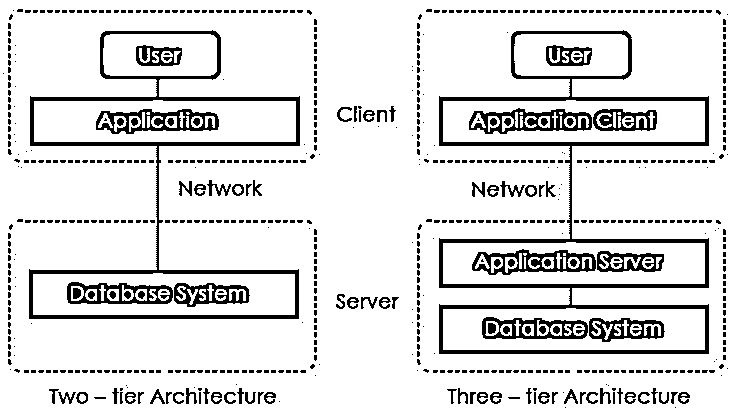 User
Application
Network
Database System
Two – tier Architecture
Client
Server
User
Application Client
Network
Application Server
Database System
Three – tier Architecture